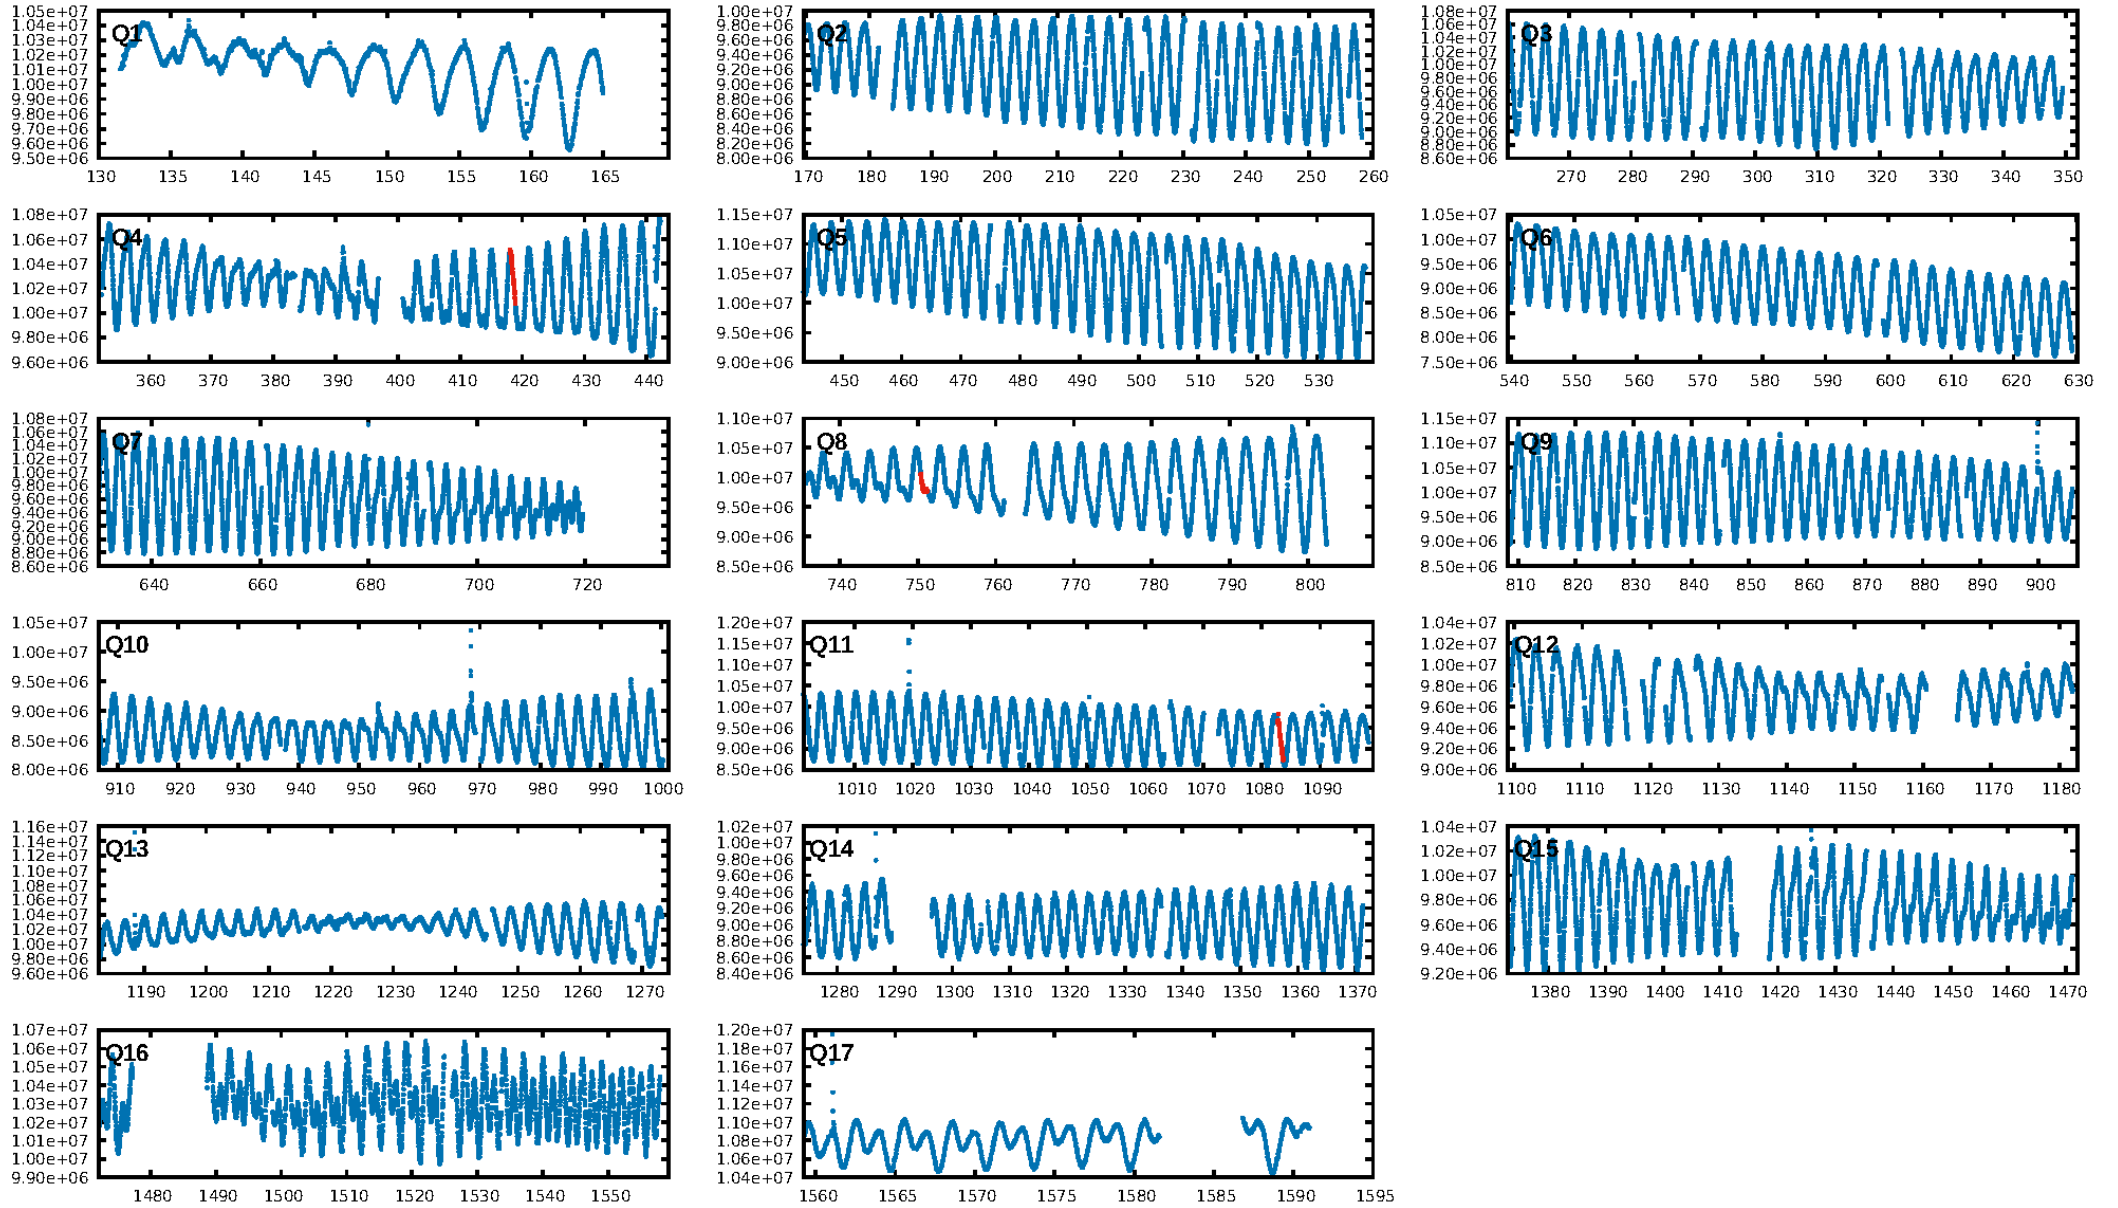 Q1
1.05e+07
1.04e+07
1.03e+07
1.02e+07
1.01e+07
1.00e+07
9.90e+06
9.80e+06
9.70e+06
9.60e+06
9.50e+06
130 135 140 145 150 155 160 165
Q2
1.00e+07
9.80e+06
9.60e+06
9.40e+06
9.20e+06
9.00e+06
8.80e+06
8.60e+06
8.40e+06
8.20e+06
8.00e+06
170 180 190 200 210 220 230 240 250 260
Q3
1.08e+07
1.06e+07
1.04e+07
1.02e+07
1.00e+07
9.80e+06
9.60e+06
9.40e+06
9.20e+06
9.00e+06
8.80e+06
8.60e+06
270 280 290 300 310 320 330 340 350
Q4
1.08e+07
1.06e+07
1.04e+07
1.02e+07
1.00e+07
9.80e+06
9.60e+06
360 370 380 390 400 410 420 430 440
Q5
1.15e+07
1.10e+07
1.05e+07
1.00e+07
9.50e+06
9.00e+06
450 460 470 480 490 500 510 520 530
Q6
1.05e+07
1.00e+07
9.50e+06
9.00e+06
8.50e+06
8.00e+06
7.50e+06
540 550 560 570 580 590 600 610 620 630
Q7
1.08e+07
1.06e+07
1.04e+07
1.02e+07
1.00e+07
9.80e+06
9.60e+06
9.40e+06
9.20e+06
9.00e+06
8.80e+06
8.60e+06
640 660 680 700 720
Q8
1.10e+07
1.05e+07
1.00e+07
9.50e+06
9.00e+06
8.50e+06
740 750 760 770 780 790 800
Q9
1.15e+07
1.10e+07
1.05e+07
1.00e+07
9.50e+06
9.00e+06
8.50e+06
810 820 830 840 850 860 870 880 890 900
Q10
1.05e+07
1.00e+07
9.50e+06
9.00e+06
8.50e+06
8.00e+06
910 920 930 940 950 960 970 980 990 1000
Q11
1.20e+07
1.15e+07
1.10e+07
1.05e+07
1.00e+07
9.50e+06
9.00e+06
8.50e+06
1010 1020 1030 1040 1050 1060 1070 1080 1090
Q12
1.04e+07
1.02e+07
1.00e+07
9.80e+06
9.60e+06
9.40e+06
9.20e+06
9.00e+06
1100 1110 1120 1130 1140 1150 1160 1170 1180
Q13
1.16e+07
1.14e+07
1.12e+07
1.10e+07
1.08e+07
1.06e+07
1.04e+07
1.02e+07
1.00e+07
9.80e+06
9.60e+06
1190 1200 1210 1220 1230 1240 1250 1260 1270
Q14
1.02e+07
1.00e+07
9.80e+06
9.60e+06
9.40e+06
9.20e+06
9.00e+06
8.80e+06
8.60e+06
8.40e+06
1280 1290 1300 1310 1320 1330 1340 1350 1360 1370
Q15
1.04e+07
1.02e+07
1.00e+07
9.80e+06
9.60e+06
9.40e+06
9.20e+06
1380 1390 1400 1410 1420 1430 1440 1450 1460 1470
Q16
1.07e+07
1.06e+07
1.05e+07
1.04e+07
1.03e+07
1.02e+07
1.01e+07
1.00e+07
9.90e+06
1480 1490 1500 1510 1520 1530 1540 1550
Q17
1.20e+07
1.18e+07
1.16e+07
1.14e+07
1.12e+07
1.10e+07
1.08e+07
1.06e+07
1.04e+07
1560 1565 1570 1575 1580 1585 1590 1595